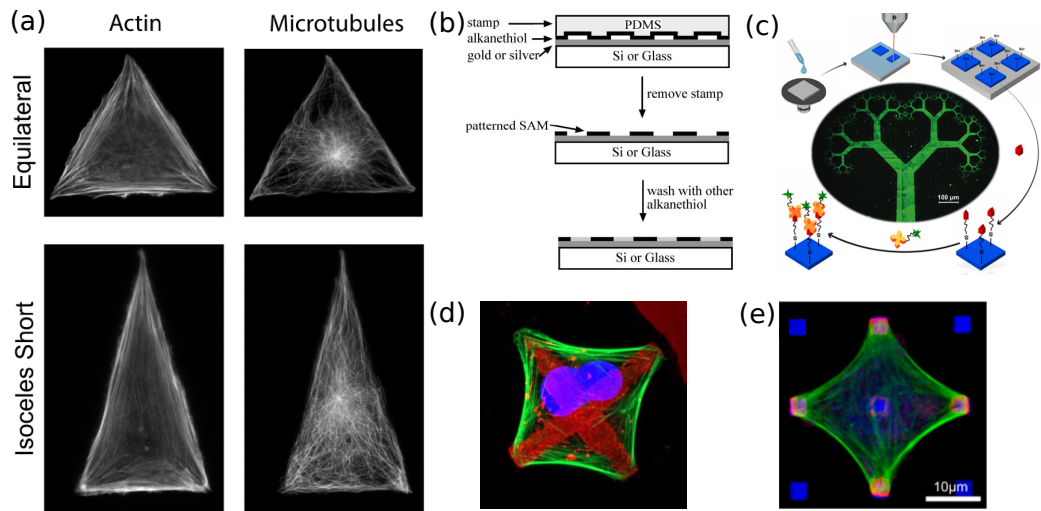 (a)
Actin
Microtubules
Equilateral
Isoceles Short
(b)
stamp
alkanethiol
gold or silver
PDMS
Si or Glass
remove stamp
patterned SAM
Si or Glass
wash with other
alkanethiol
Si or Glass
(c)
e
100 µm
(d)
(e)
10µm